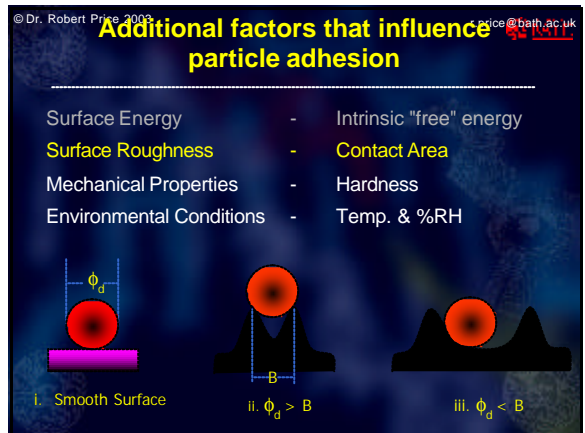 © Dr. Robert Price 2003
r.price@bath.ac.uk
Additional factors that influence
particle adhesion
Surface Energy - Intrinsic "free" energy
Surface Roughness - Contact Area
Mechanical Properties - Hardness
Environmental Conditions - Temp. & %RH
ϕd
B
i. Smooth Surface
ii. ϕd > B
iii. ϕd < B